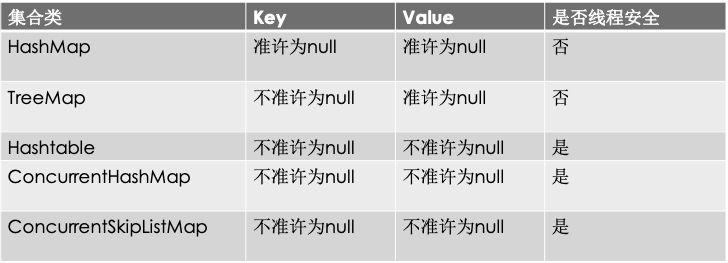 集合类 Key Value 是否线程安全
HashMap 准许为null 准许为null 否
TreeMap 不准许为null 准许为null 否
Hashtable 不准许为null 不准许为null 是
ConcurrentHashMap 不准许为null 不准许为null 是
ConcurrentSkipListMap 不准许为null 不准许为null 是